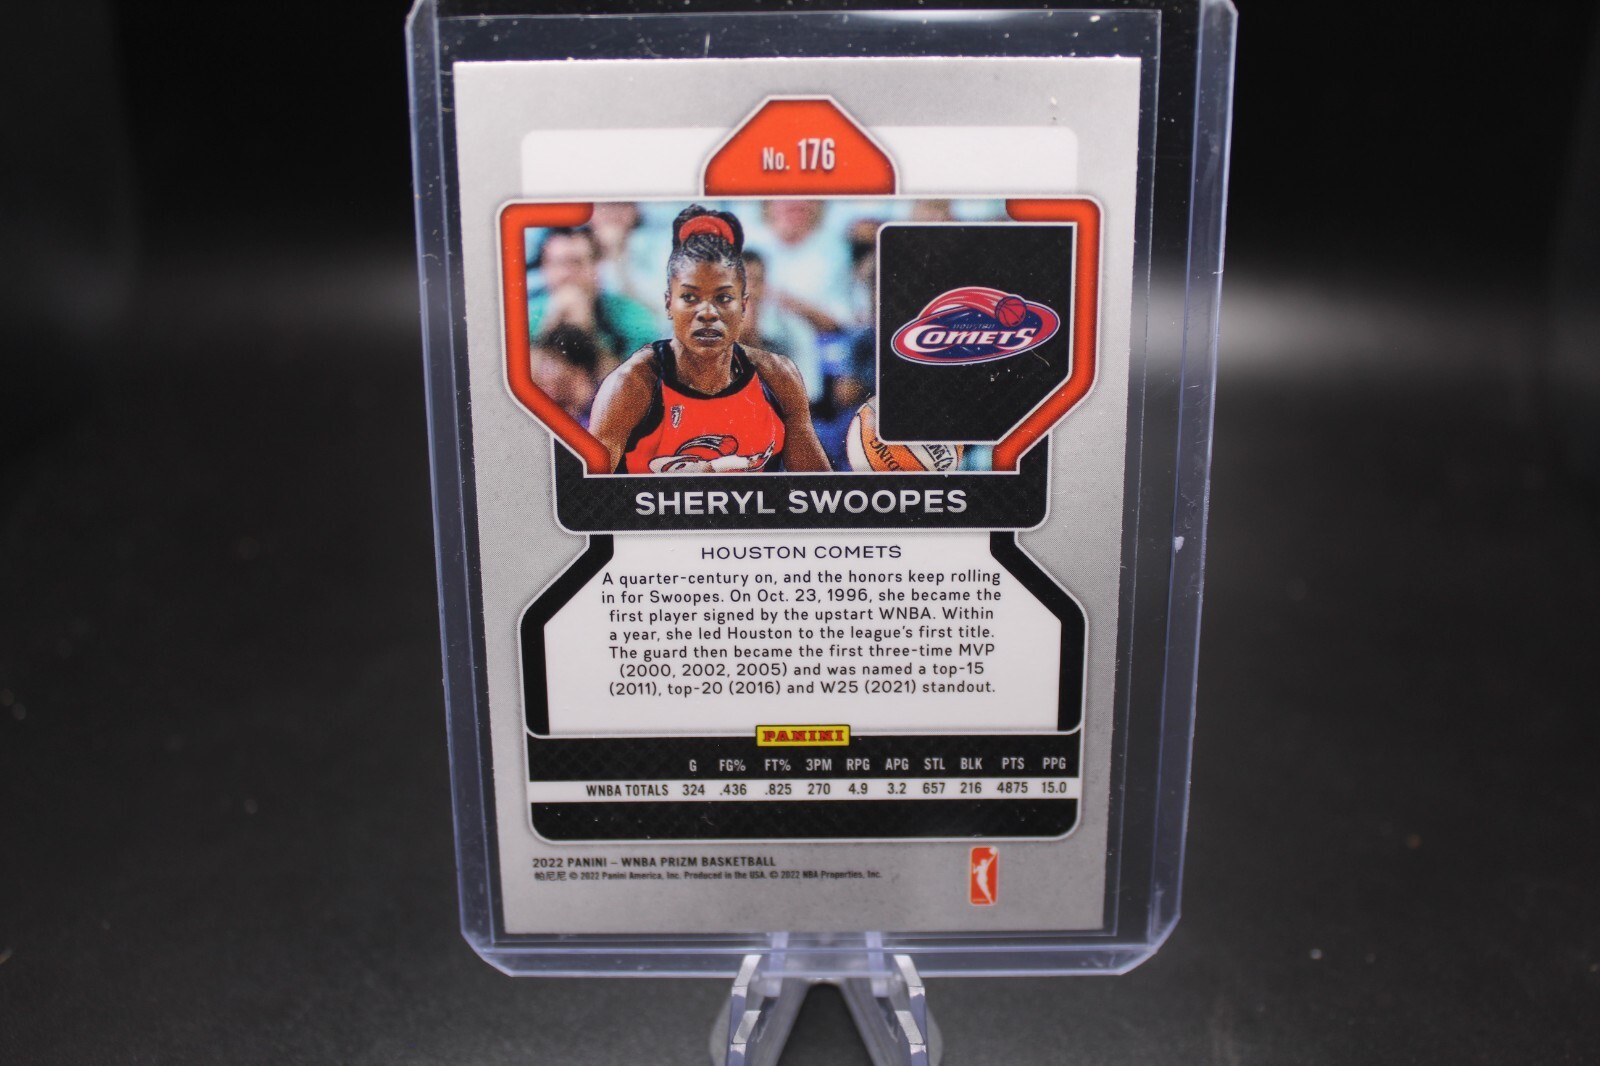 No. 176
HOUSTON
COMETS
SHERYL SWOOPES
HOUSTON COMETS
A quarter-century on, and the honors keep rolling
in for Swoopes. On Oct. 23, 1996, she became the
first player signed by the upstart WNBA. Within
a year, she led Houston to the league's first title.
The guard then became the first three-time MVP
(2000, 2002, 2005) and was named a top-15
(2011), top-20 (2016) and W25 (2021) standout.
PANINI
G FG% FT% 3PM RPG APG STL BLK PTS PPG
WNBA TOTALS 324 .436 .825 270 4.9 3.2 657 216 4875 15.0
2022 PANINI – WNBA PRIZM BASKETBALL
帕尼尼 © 2022 Panini America, Inc. Produced in the USA. © 2022 NBA Properties, Inc.